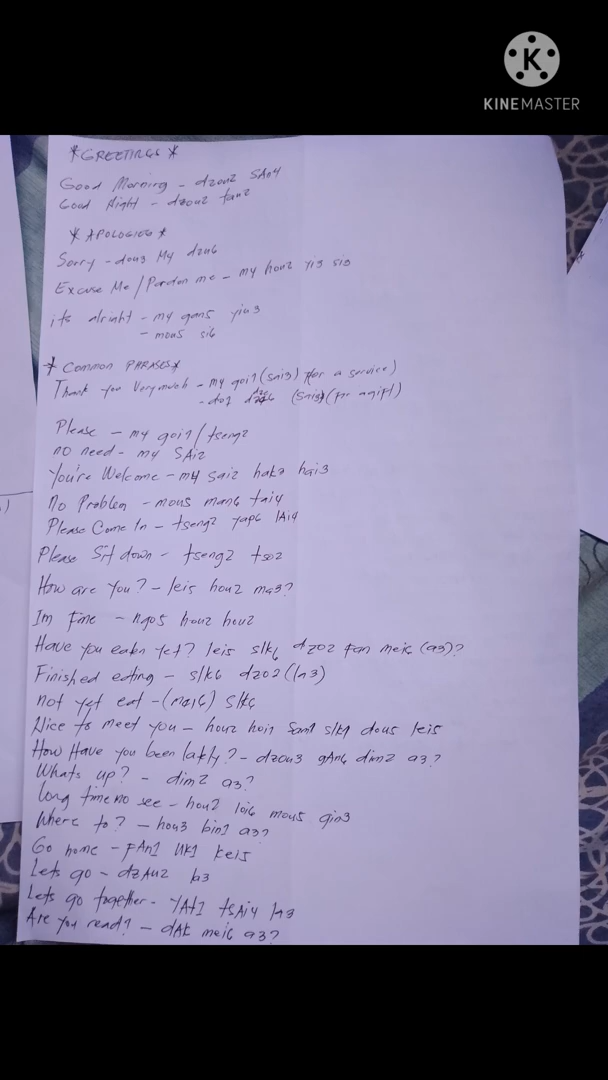 KINEMASTER
*GREETINGS*
Good Morning - dzou2 SAn4
Good Night - dzou2 tau2
* APOLOGIES *
Sorry - dou3 My dzu6
Excuse Me / Pardon me - my hou2 yi3 si3
its alright - my gan5 yiu3
- mou5 si6
* COMMON PHRASES *
Thank you Very much - my goi1 (sai3) for a service)
- do1 dze6 (sai3) (for a gift)
Please - my goi1 / tseng2
no need - my SAi2
You're Welcome - my sai2 hak7 hai3
No Problem - mou5 man6 tai4
Please Come In - tseng2 yap6 lAi4
Please Sit down - tseng2 tso2
How are You? - lei5 hou2 ma3?
Im Fine - ngo5 hou2 hou2
Have you eaten yet? lei5 sIk6 dzo2 fan mei6 (a3)?
Finished eating - sIk6 dzo2 (la3)
not yet eat - (mei6) sIk6
Nice to meet you - hou2 hoi1 sam1 sIk1 dou5 lei5
How Have you been lately? - dzou3 gAn6 dim2 a3?
Whats up? - dim2 a3?
long time no see - hou2 loi6 mou5 gin3
Where to? - hou3 bin1 a3?
Go home - FAn1 Uk1 kei5
Lets go - dzAu2 la3
Lets go together - YAt1 tsAi4 la3
Are you read? - dAk mei6 a3?